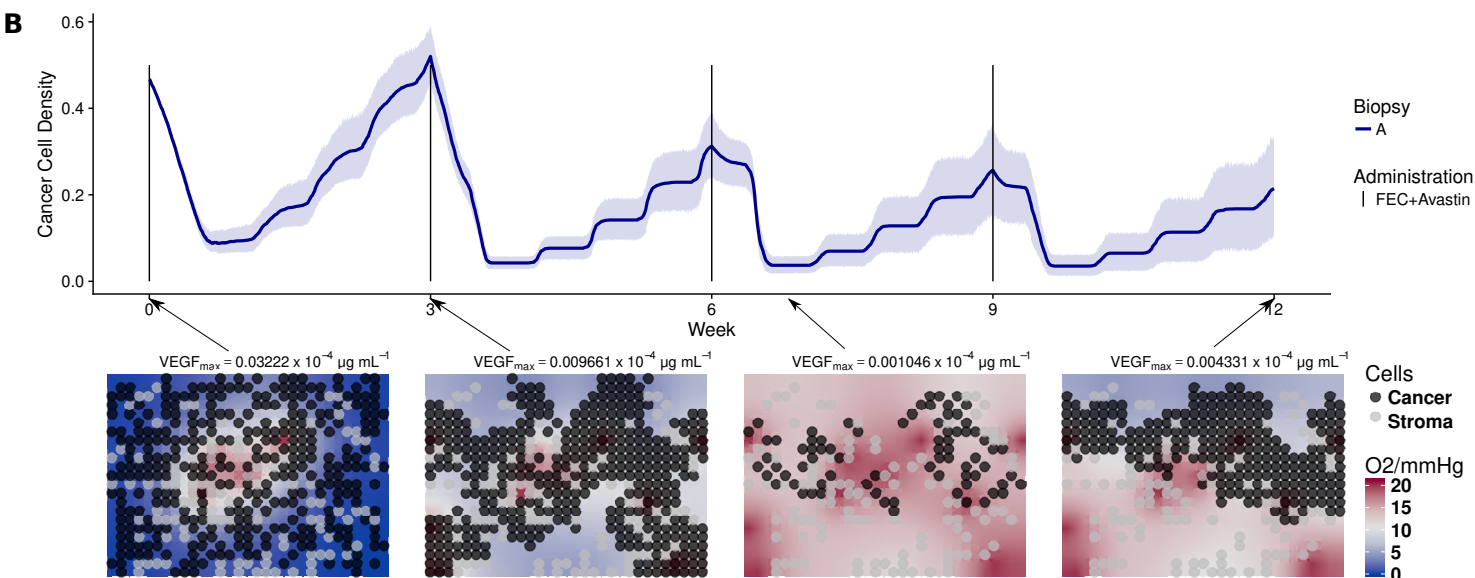 B
0.6
0.4
0.2
0.0
Cancer Cell Density
0 3 6 9 12
Week
Biopsy
A
Administration
FEC+Avastin
VEGFmax = 0.03222 x 10⁻⁴ µg mL⁻¹
VEGFmax = 0.009661 x 10⁻⁴ µg mL⁻¹
VEGFmax = 0.001046 x 10⁻⁴ µg mL⁻¹
VEGFmax = 0.004331 x 10⁻⁴ µg mL⁻¹
Cells
Cancer
Stroma
O2/mmHg
20
15
10
5
0